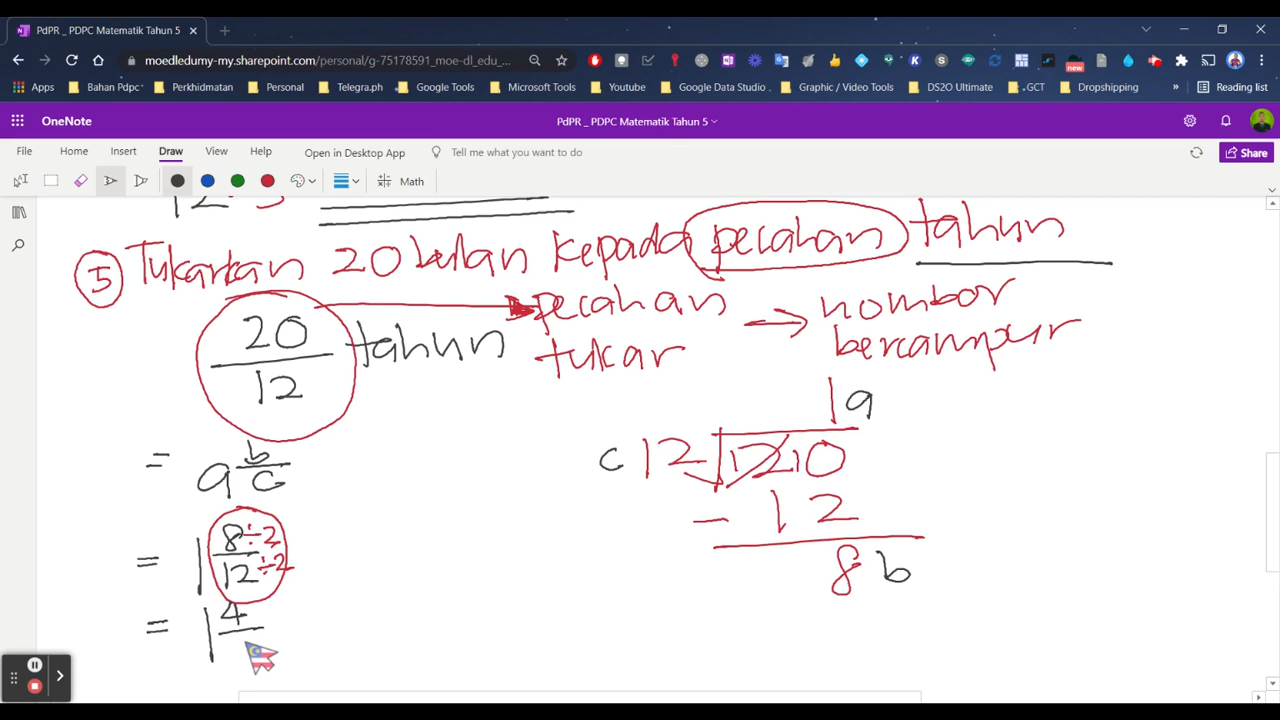 PdPR _ PDPC Matematik Tahun 5
moedledumy-my.sharepoint.com/personal/g-75178591_moe-dl_edu_
new
Apps Bahan Pdpc Perkhidmatan Personal Telegra.ph Google Tools Microsoft Tools Youtube Google Data Studio Graphic / Video Tools DS2O Ultimate GCT Dropshipping » Reading list
OneNote PdPR _ PDPC Matematik Tahun 5
File Home Insert Draw View Help Open in Desktop App Tell me what you want to do Share
Math
12
5 Tukarkan 20 bulan kepada pecahan tahun
20/12 tahun pecahan tukar → nombor bercampur
1 a
= a b/c
c 12 120
- 12
= 1 8÷2/12÷2
8 b
= 1 4/